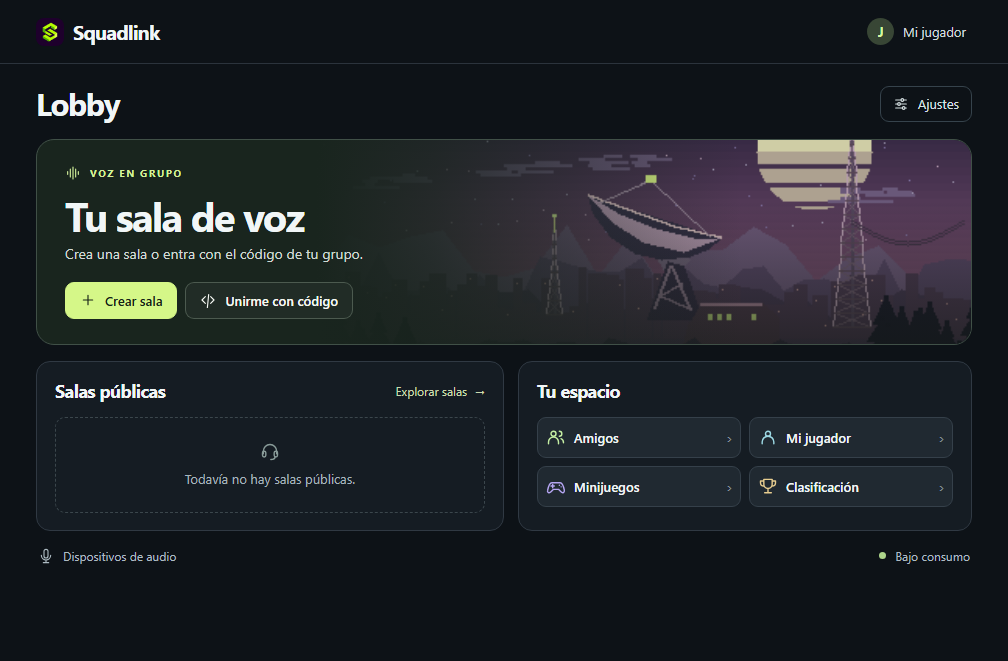 Squadlink
J Mi jugador
Lobby
Ajustes
VOZ EN GRUPO
Tu sala de voz
Crea una sala o entra con el código de tu grupo.
Crear sala
Unirme con código
Salas públicas
Explorar salas →
Todavía no hay salas públicas.
Tu espacio
Amigos
Mi jugador
Minijuegos
Clasificación
Dispositivos de audio
Bajo consumo